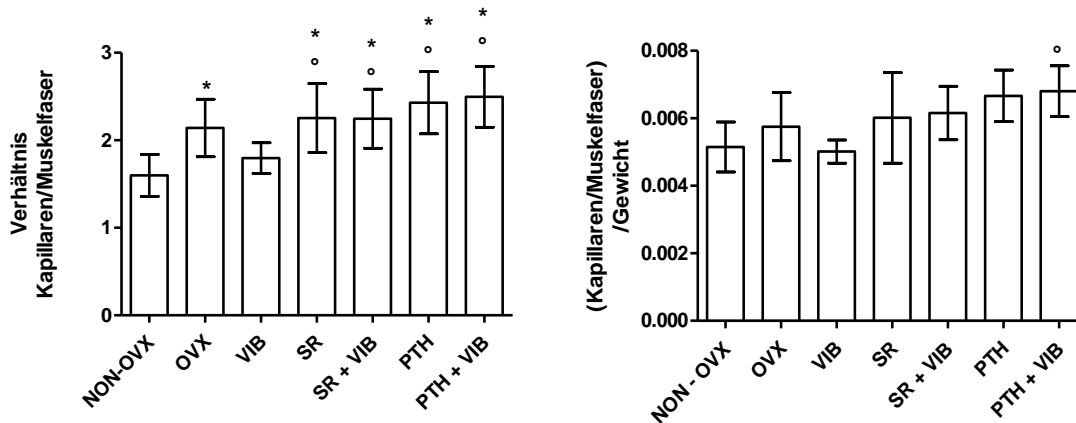 Verhältnis
Kapillaren/Muskelfaser
3
2
1
0
*
* °
* °
* °
* °
NON-OVX
OVX
VIB
SR
SR + VIB
PTH
PTH + VIB
(Kapillaren/Muskelfaser)
/Gewicht
0.008
0.006
0.004
0.002
0.000
°
NON - OVX
OVX
VIB
SR
SR + VIB
PTH
PTH + VIB